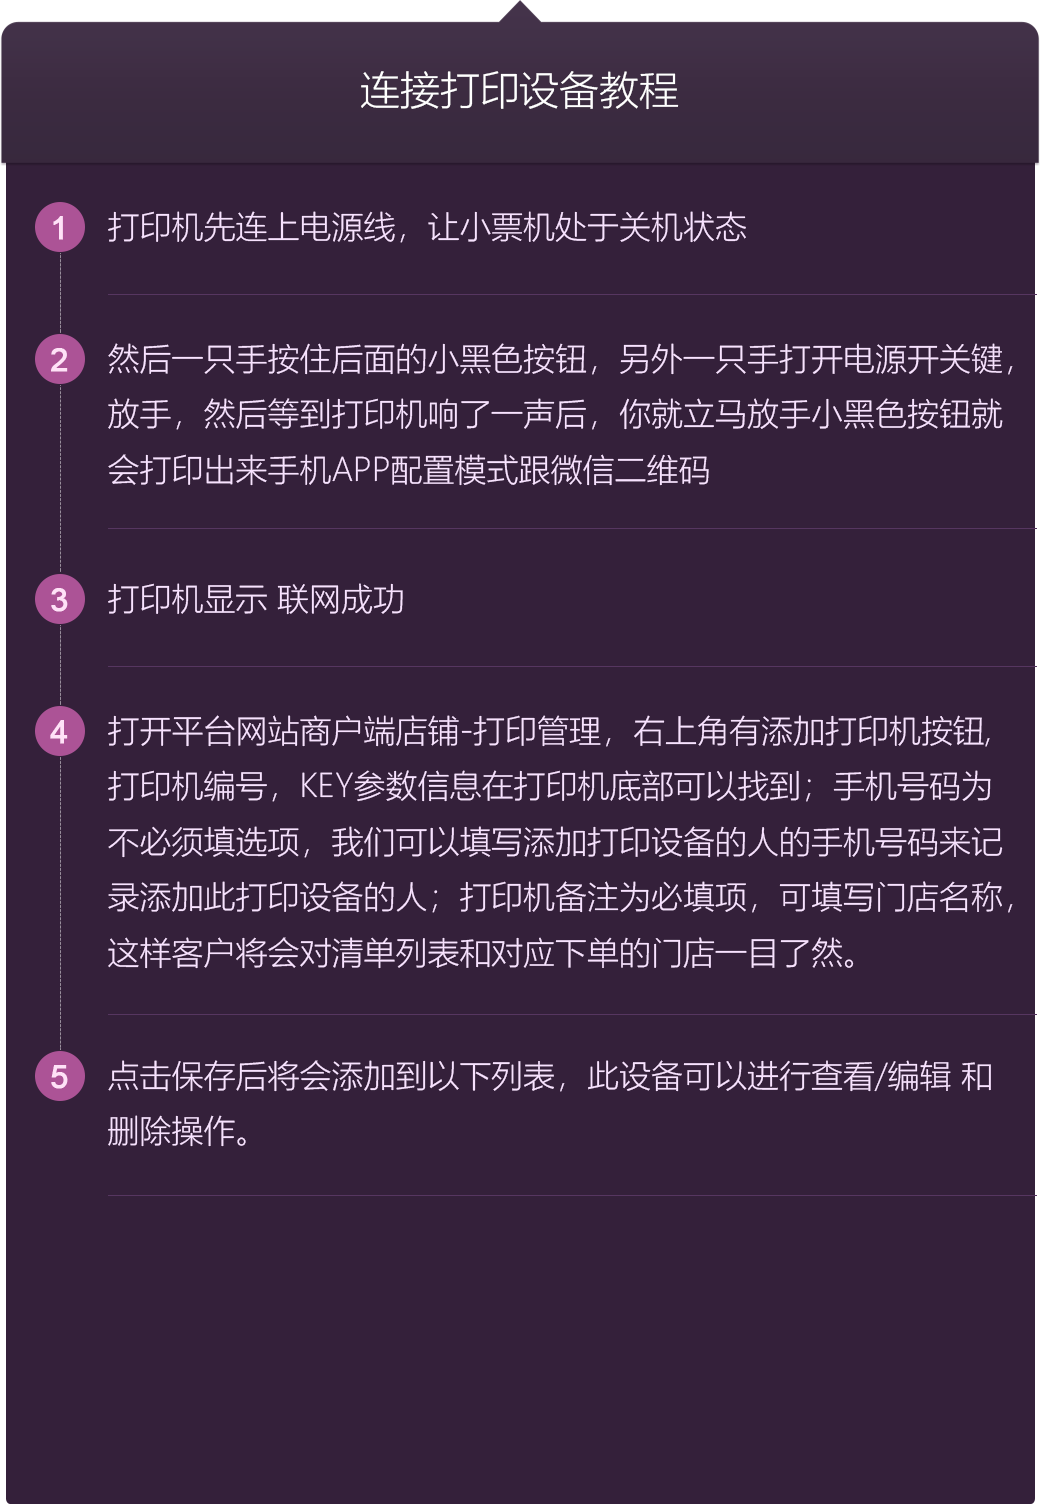 连接打印设备教程
1 打印机先连上电源线，让小票机处于关机状态
2 然后一只手按住后面的小黑色按钮，另外一只手打开电源开关键，
放手，然后等到打印机响了一声后，你就立马放手小黑色按钮就
会打印出来手机APP配置模式跟微信二维码
3 打印机显示 联网成功
4 打开平台网站商户端店铺-打印管理，右上角有添加打印机按钮,
打印机编号，KEY参数信息在打印机底部可以找到；手机号码为
不必须填选项，我们可以填写添加打印设备的人的手机号码来记
录添加此打印设备的人；打印机备注为必填项，可填写门店名称，
这样客户将会对清单列表和对应下单的门店一目了然。
5 点击保存后将会添加到以下列表，此设备可以进行查看/编辑 和
删除操作。